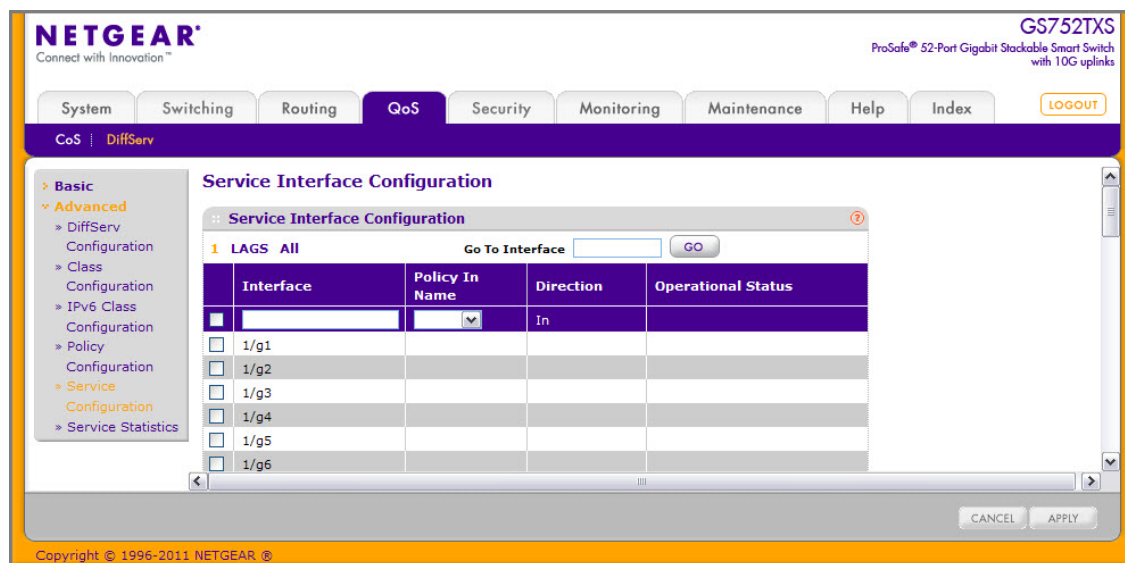 NETGEAR®
Connect with Innovation™
GS752TXS
ProSafe® 52-Port Gigabit Stackable Smart Switch
with 10G uplinks
System
Switching
Routing
QoS
Security
Monitoring
Maintenance
Help
Index
LOGOUT
CoS
DiffServ
Basic
Advanced
» DiffServ
Configuration
» Class
Configuration
» IPv6 Class
Configuration
» Policy
Configuration
» Service
Configuration
» Service Statistics
Service Interface Configuration
Service Interface Configuration
?
1 LAGS All
Go To Interface
GO
Interface
Policy In
Name
Direction
Operational Status
In
1/g1
1/g2
1/g3
1/g4
1/g5
1/g6
CANCEL
APPLY
Copyright © 1996-2011 NETGEAR ®